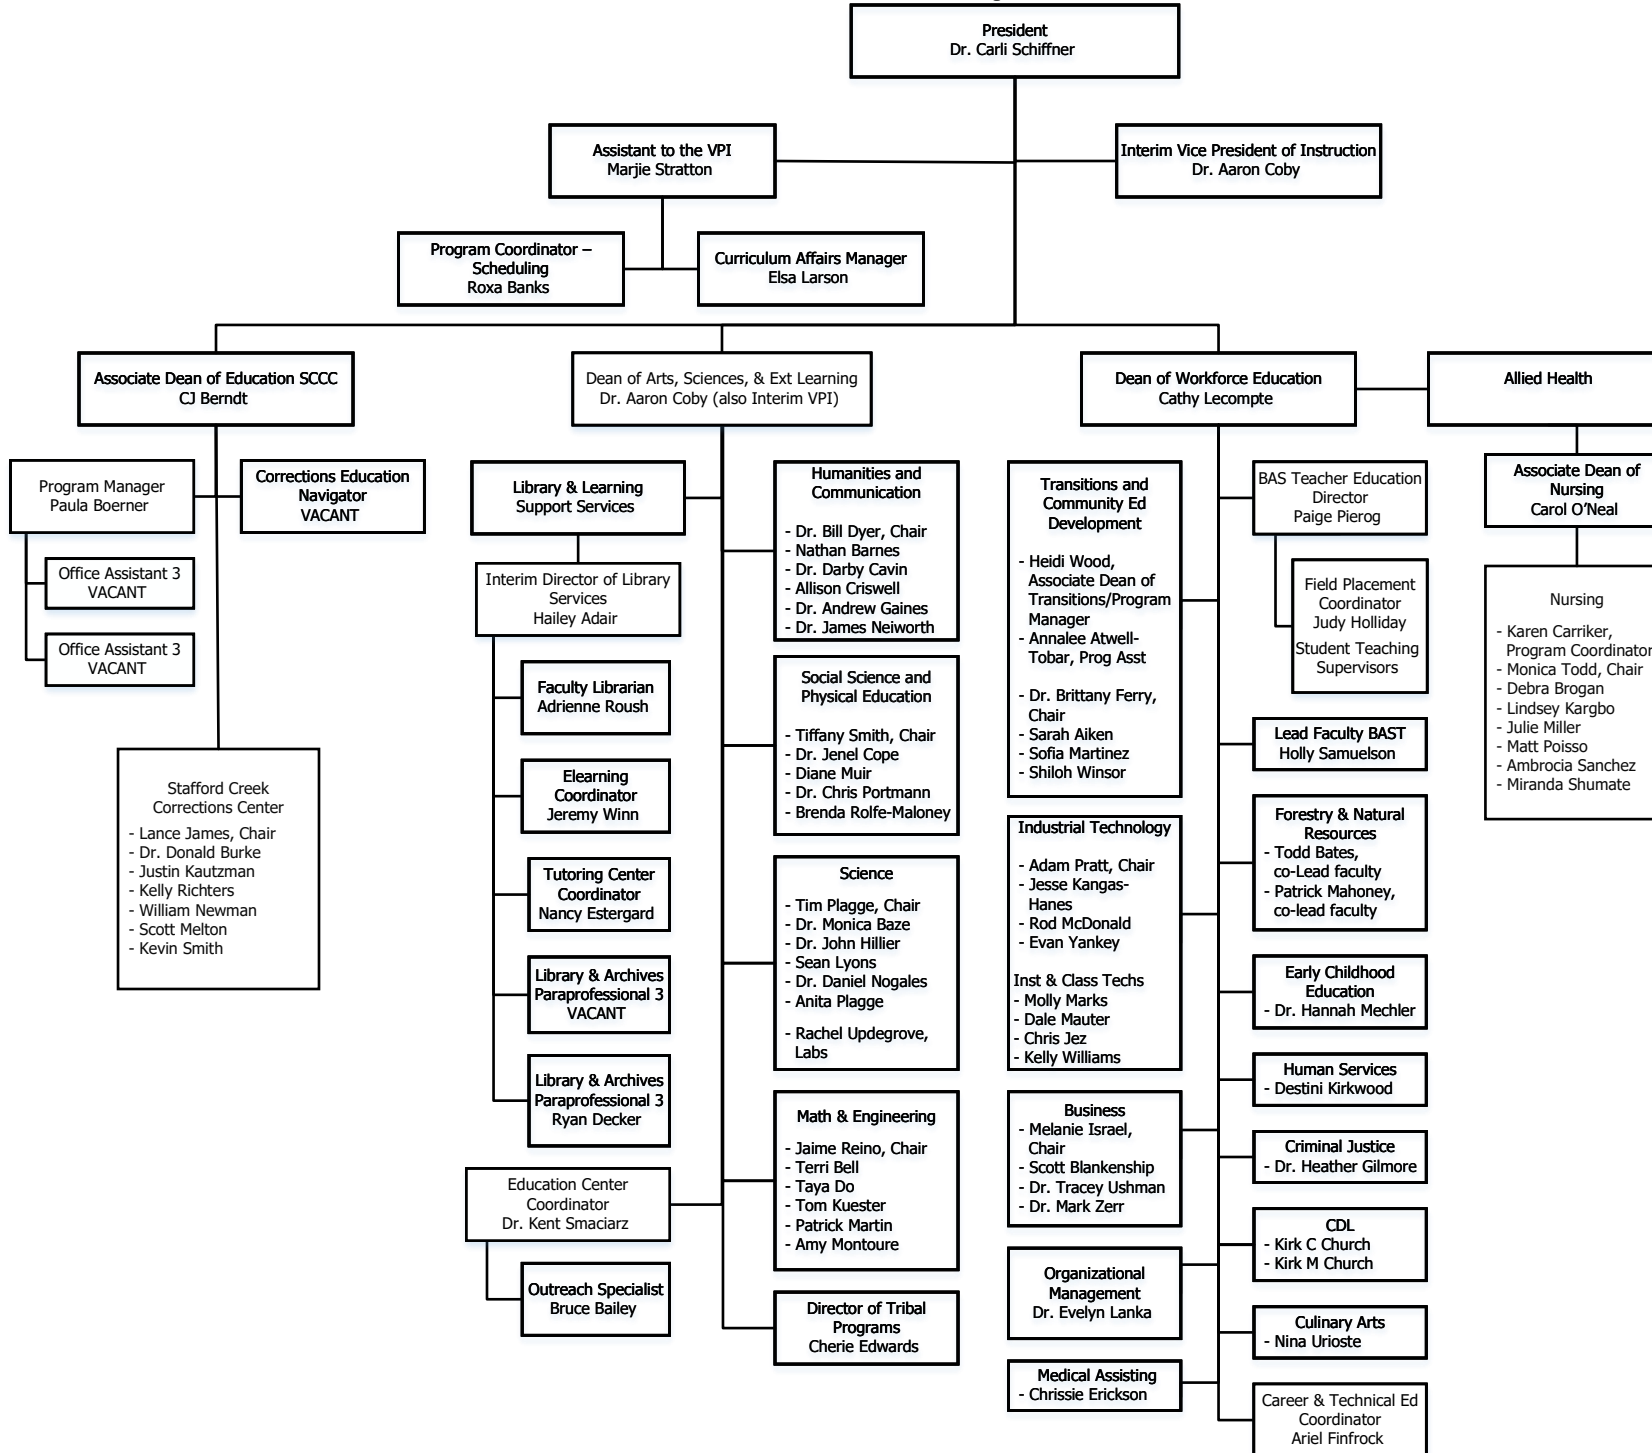 President
Dr. Carli Schiffner
Assistant to the VPI
Marjie Stratton
Interim Vice President of Instruction
Dr. Aaron Coby
Program Coordinator –
Scheduling
Roxa Banks
Curriculum Affairs Manager
Elsa Larson
Associate Dean of Education SCCC
CJ Berndt
Dean of Arts, Sciences, & Ext Learning
Dr. Aaron Coby (also Interim VPI)
Dean of Workforce Education
Cathy Lecompte
Allied Health
Program Manager
Paula Boerner
Corrections Education
Navigator
VACANT
Office Assistant 3
VACANT
Office Assistant 3
VACANT
Stafford Creek
Corrections Center
- Lance James, Chair
- Dr. Donald Burke
- Justin Kautzman
- Kelly Richters
- William Newman
- Scott Melton
- Kevin Smith
Library & Learning
Support Services
Interim Director of Library
Services
Hailey Adair
Faculty Librarian
Adrienne Roush
Elearning
Coordinator
Jeremy Winn
Tutoring Center
Coordinator
Nancy Estergard
Library & Archives
Paraprofessional 3
VACANT
Library & Archives
Paraprofessional 3
Ryan Decker
Education Center
Coordinator
Dr. Kent Smaciarz
Outreach Specialist
Bruce Bailey
Humanities and
Communication
- Dr. Bill Dyer, Chair
- Nathan Barnes
- Dr. Darby Cavin
- Allison Criswell
- Dr. Andrew Gaines
- Dr. James Neiworth
Social Science and
Physical Education
- Tiffany Smith, Chair
- Dr. Jenel Cope
- Diane Muir
- Dr. Chris Portmann
- Brenda Rolfe-Maloney
Science
- Tim Plagge, Chair
- Dr. Monica Baze
- Dr. John Hillier
- Sean Lyons
- Dr. Daniel Nogales
- Anita Plagge
- Rachel Updegrove,
Labs
Math & Engineering
- Jaime Reino, Chair
- Terri Bell
- Taya Do
- Tom Kuester
- Patrick Martin
- Amy Montoure
Director of Tribal
Programs
Cherie Edwards
Transitions and
Community Ed
Development
- Heidi Wood,
Associate Dean of
Transitions/Program
Manager
- Annalee Atwell-
Tobar, Prog Asst
- Dr. Brittany Ferry,
Chair
- Sarah Aiken
- Sofia Martinez
- Shiloh Winsor
Industrial Technology
- Adam Pratt, Chair
- Jesse Kangas-
Hanes
- Rod McDonald
- Evan Yankey
Inst & Class Techs
- Molly Marks
- Dale Mauter
- Chris Jez
- Kelly Williams
Business
- Melanie Israel,
Chair
- Scott Blankenship
- Dr. Tracey Ushman
- Dr. Mark Zerr
Organizational
Management
Dr. Evelyn Lanka
Medical Assisting
- Chrissie Erickson
BAS Teacher Education
Director
Paige Pierog
Field Placement
Coordinator
Judy Holliday
Student Teaching
Supervisors
Lead Faculty BAST
Holly Samuelson
Forestry & Natural
Resources
- Todd Bates,
co-Lead faculty
- Patrick Mahoney,
co-lead faculty
Early Childhood
Education
- Dr. Hannah Mechler
Human Services
- Destini Kirkwood
Criminal Justice
- Dr. Heather Gilmore
CDL
- Kirk C Church
- Kirk M Church
Culinary Arts
- Nina Urioste
Career & Technical Ed
Coordinator
Ariel Finfrock
Associate Dean of
Nursing
Carol O'Neal
Nursing
- Karen Carriker,
Program Coordinator
- Monica Todd, Chair
- Debra Brogan
- Lindsey Kargbo
- Julie Miller
- Matt Poisso
- Ambrocia Sanchez
- Miranda Shumate